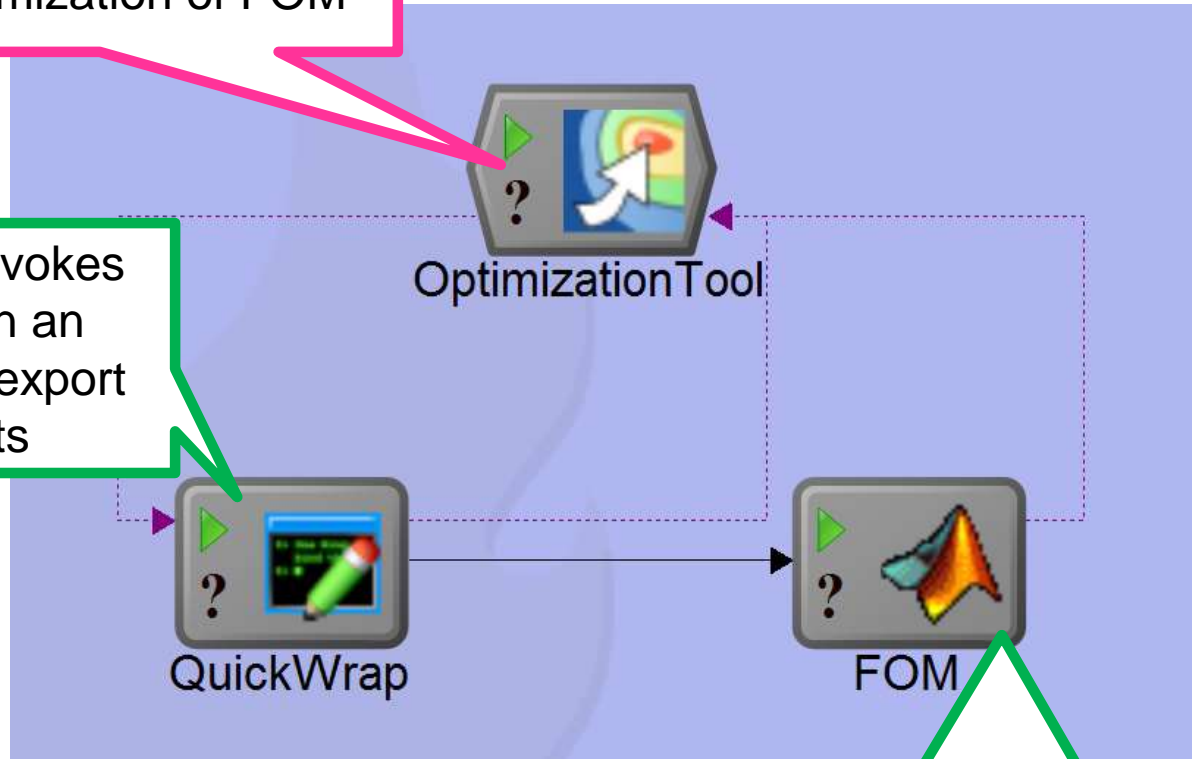 mization of FOM
?
OptimizationTool
vokes
n an
export
ts
?
QuickWrap
?
FOM